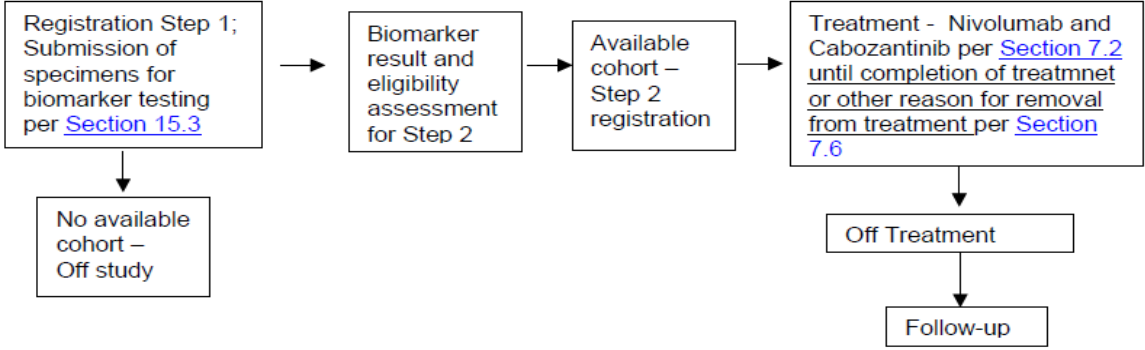 Registration Step 1;
Submission of
specimens for
biomarker testing
per Section 15.3
Biomarker
result and
eligibility
assessment
for Step 2
Available
cohort –
Step 2
registration
Treatment - Nivolumab and
Cabozantinib per Section 7.2
until completion of treatmnet
or other reason for removal
from treatment per Section
7.6
No available
cohort –
Off study
Off Treatment
Follow-up